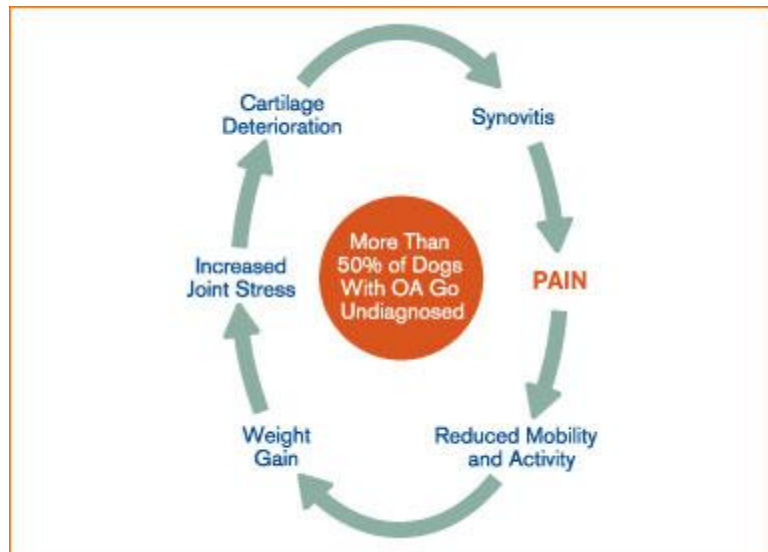 Cartilage
Deterioration
Synovitis
PAIN
Reduced Mobility
and Activity
Weight
Gain
Increased
Joint Stress
More Than
50% of Dogs
With OA Go
Undiagnosed